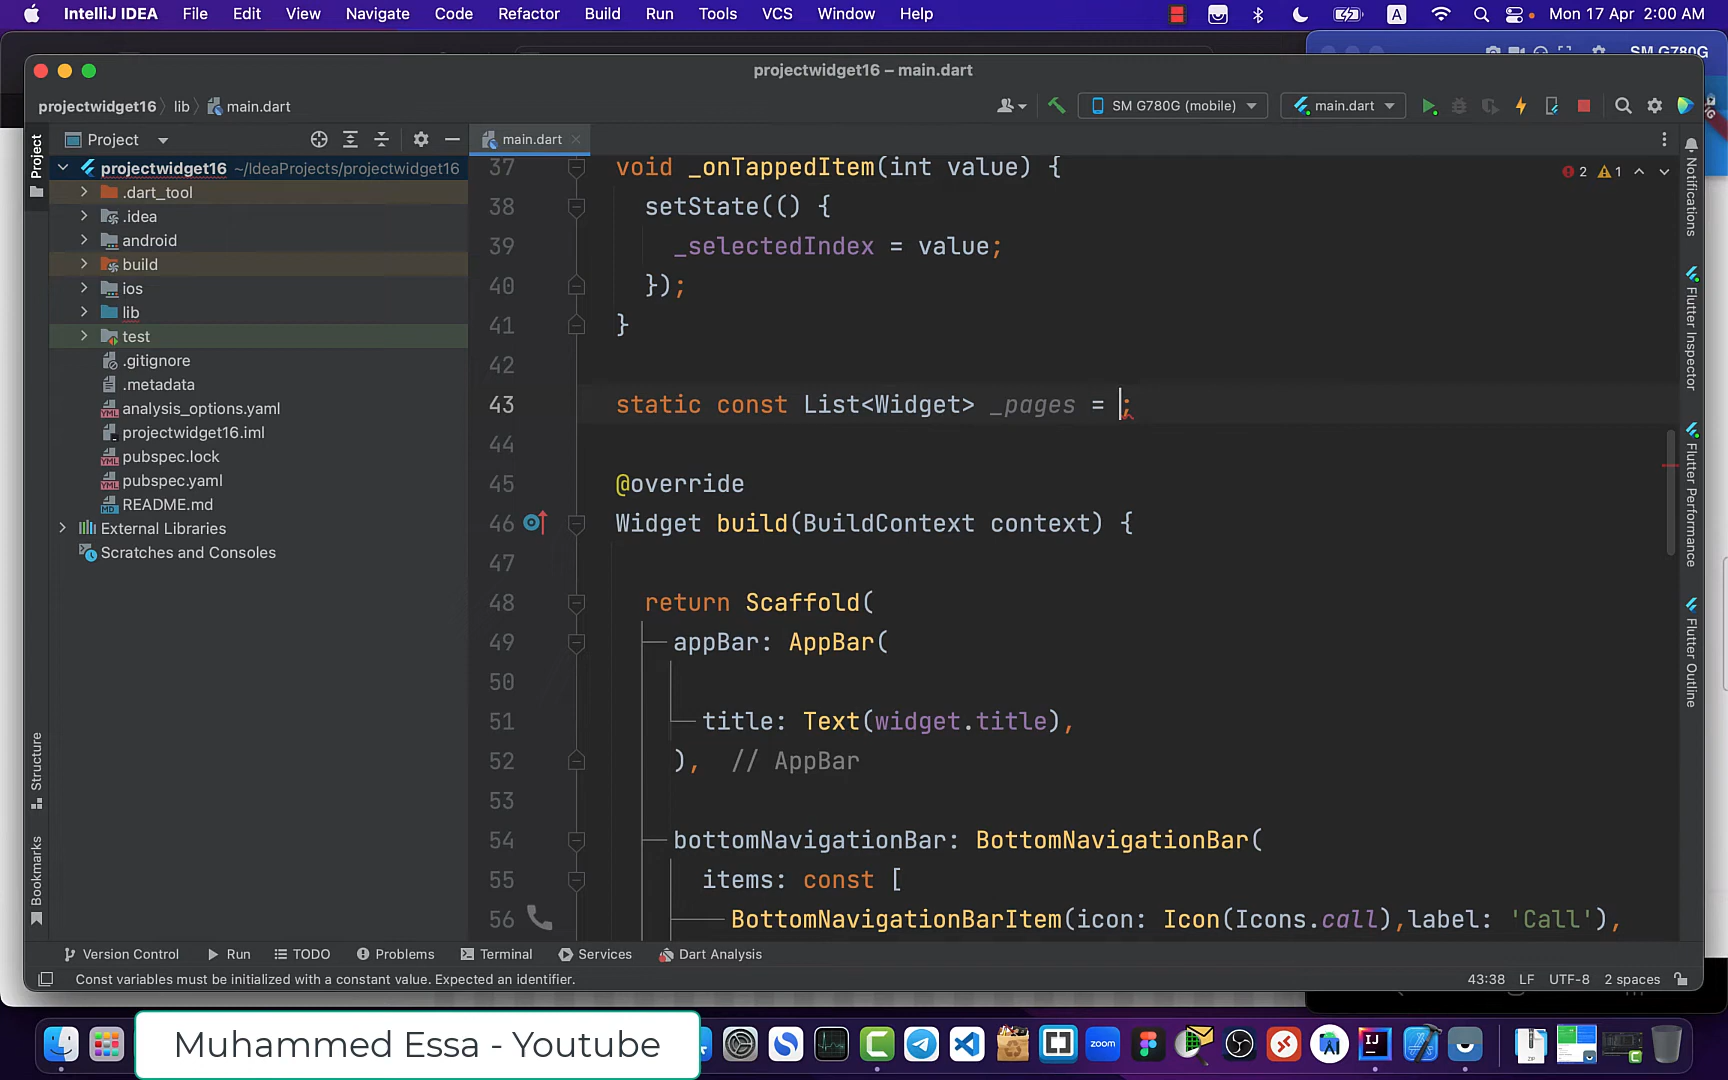 IntelliJ IDEA File Edit View Navigate Code Refactor Build Run Tools VCS Window Help A Mon 17 Apr 2:00 AM
SM G780G
projectwidget16 – main.dart
projectwidget16 lib main.dart SM G780G (mobile) main.dart
Project main.dart
projectwidget16 ~/IdeaProjects/projectwidget16
.dart_tool
.idea
android
build
ios
lib
test
.gitignore
.metadata
analysis_options.yaml
projectwidget16.iml
pubspec.lock
pubspec.yaml
README.md
External Libraries
Scratches and Consoles
Project
Structure
Bookmarks
37 void _onTappedItem(int value) {
38 setState(() {
39 _selectedIndex = value;
40 });
41 }
42
43 static const List<Widget> _pages = ;
44
45 @override
46 Widget build(BuildContext context) {
47
48 return Scaffold(
49 appBar: AppBar(
50
51 title: Text(widget.title),
52 ), // AppBar
53
54 bottomNavigationBar: BottomNavigationBar(
55 items: const [
56 BottomNavigationBarItem(icon: Icon(Icons.call),label: 'Call'),
2 1
Notifications
Flutter Inspector
Flutter Performance
Flutter Outline
Version Control Run TODO Problems Terminal Services Dart Analysis
Const variables must be initialized with a constant value. Expected an identifier. 43:38 LF UTF-8 2 spaces
Muhammed Essa - Youtube
zoom
IJ
ZIP